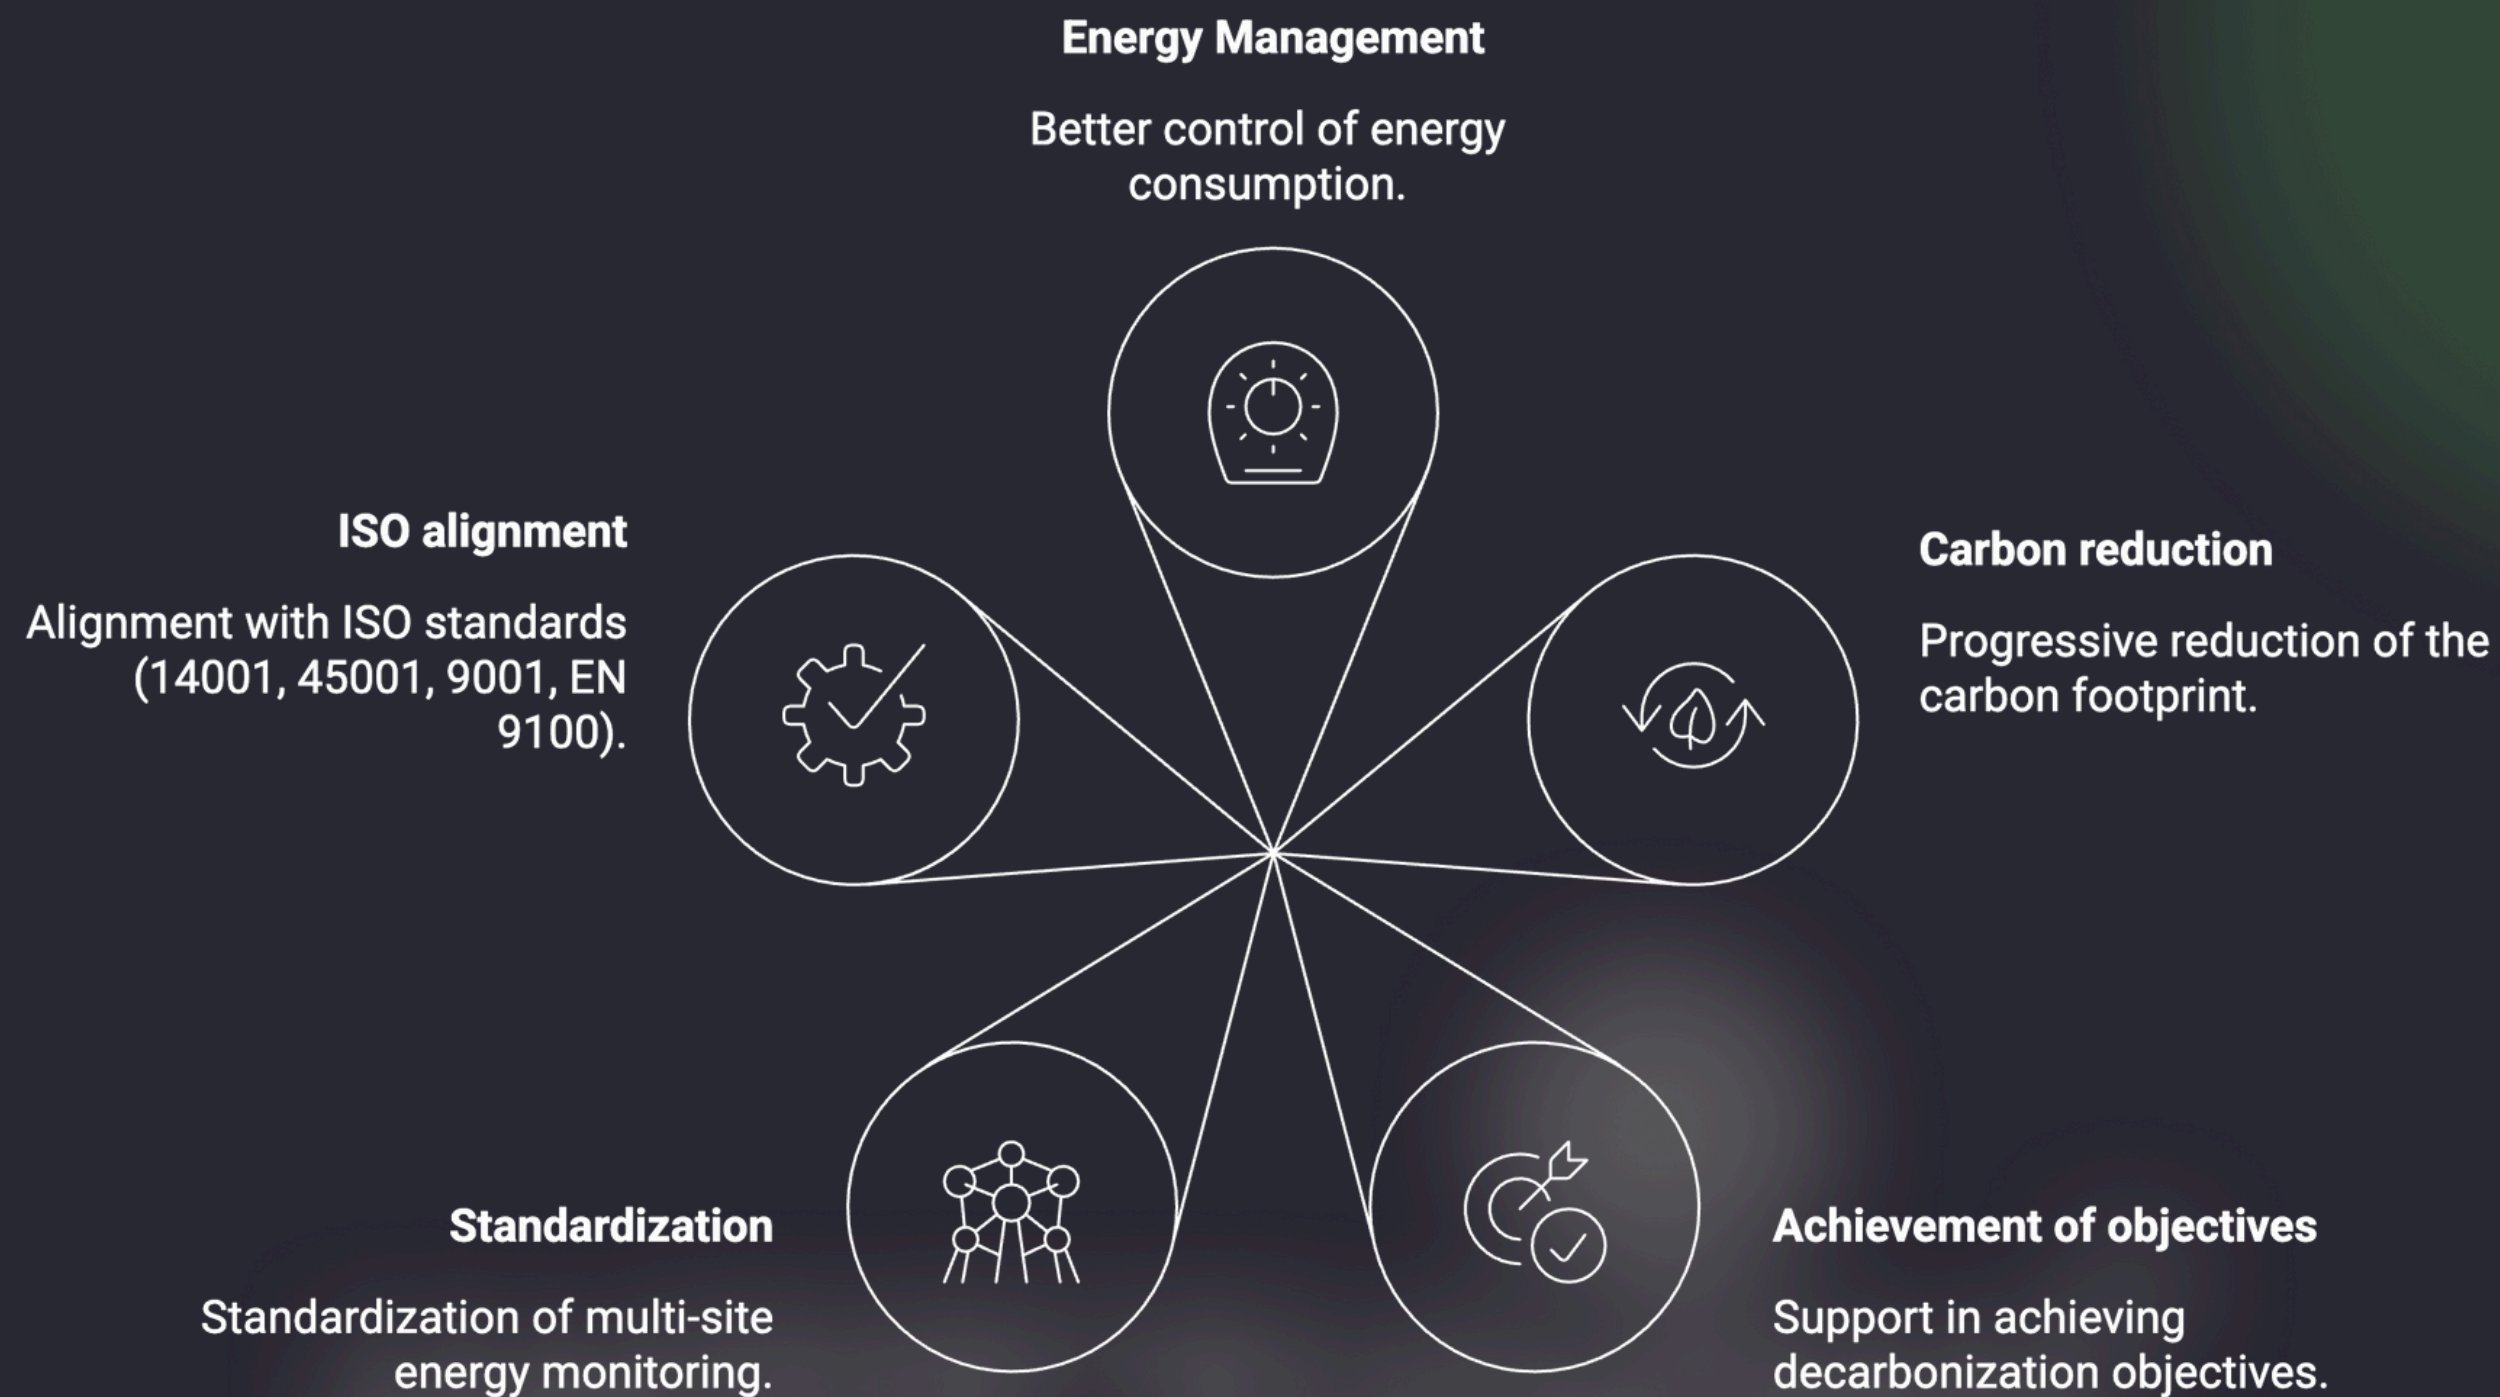 Energy Management
Better control of energy
consumption.
ISO alignment
Alignment with ISO standards
(14001, 45001, 9001, EN
9100).
Carbon reduction
Progressive reduction of the
carbon footprint.
Standardization
Standardization of multi-site
energy monitoring.
Achievement of objectives
Support in achieving
decarbonization objectives.